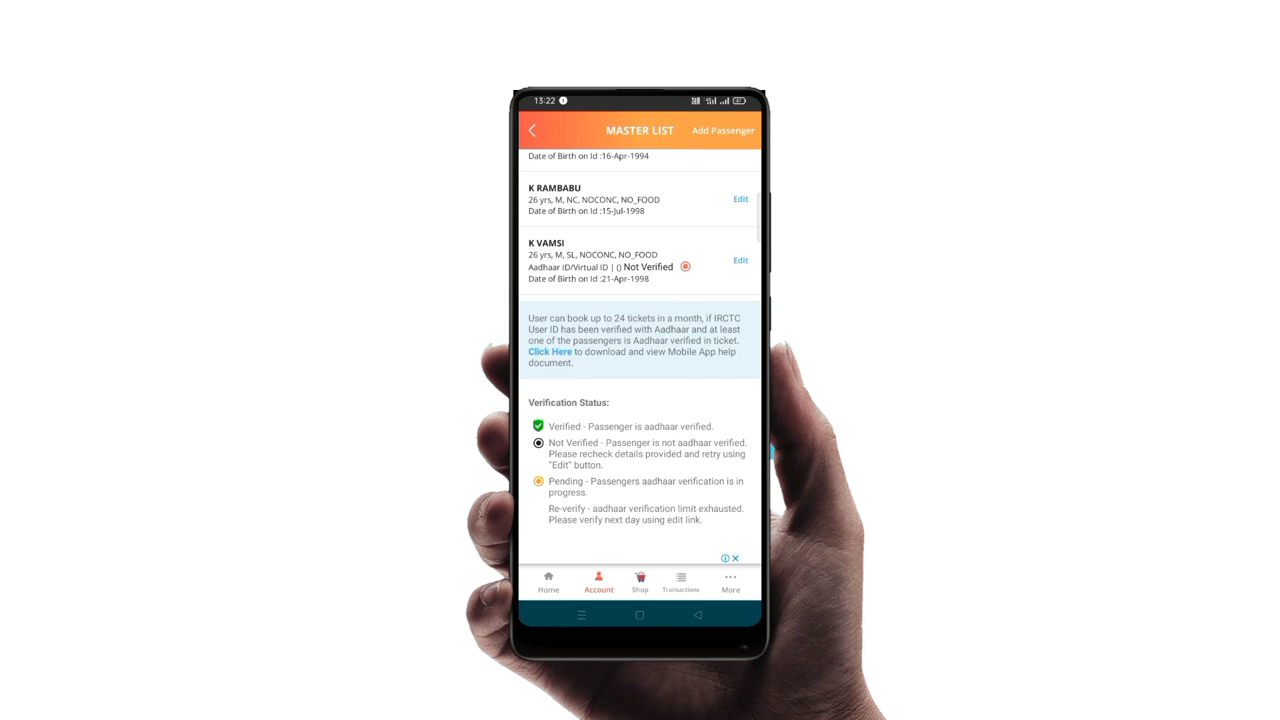 13:22
47
MASTER LIST
Add Passenger
Date of Birth on Id :16-Apr-1994
K RAMBABU
26 yrs, M, NC, NOCONC, NO_FOOD
Edit
Date of Birth on Id :15-Jul-1998
K VAMSI
26 yrs, M, SL, NOCONC, NO_FOOD
Edit
Aadhaar ID/Virtual ID | () Not Verified
Date of Birth on Id :21-Apr-1998
User can book up to 24 tickets in a month, if IRCTC
User ID has been verified with Aadhaar and at least
one of the passengers is Aadhaar verified in ticket.
Click Here to download and view Mobile App help
document.
Verification Status:
Verified - Passenger is aadhaar verified.
Not Verified - Passenger is not aadhaar verified.
Please recheck details provided and retry using
"Edit" button.
Pending - Passengers aadhaar verification is in
progress.
Re-verify - aadhaar verification limit exhausted.
Please verify next day using edit link.
Home
Account
Shop
Transactions
More